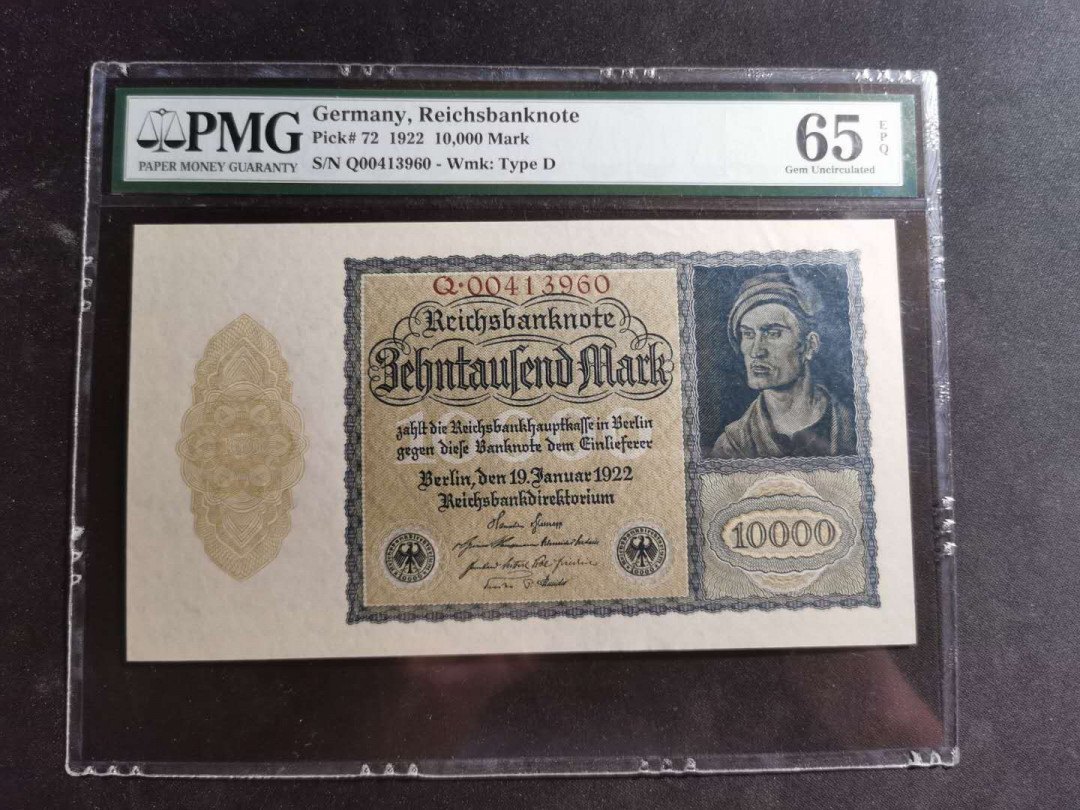 PMG
PAPER MONEY GUARANTY
Germany, Reichsbanknote
Pick# 72 1922 10,000 Mark
S/N Q00413960 - Wmk: Type D
65 EPQ
Gem Uncirculated
Q·00413960
Reichsbanknote
Zehntausend Mark
10000
zahlt die Reichsbankhauptkasse in Berlin
gegen diese Banknote dem Einlieferer
Berlin, den 19. Januar 1922
Reichsbankdirektorium
10000